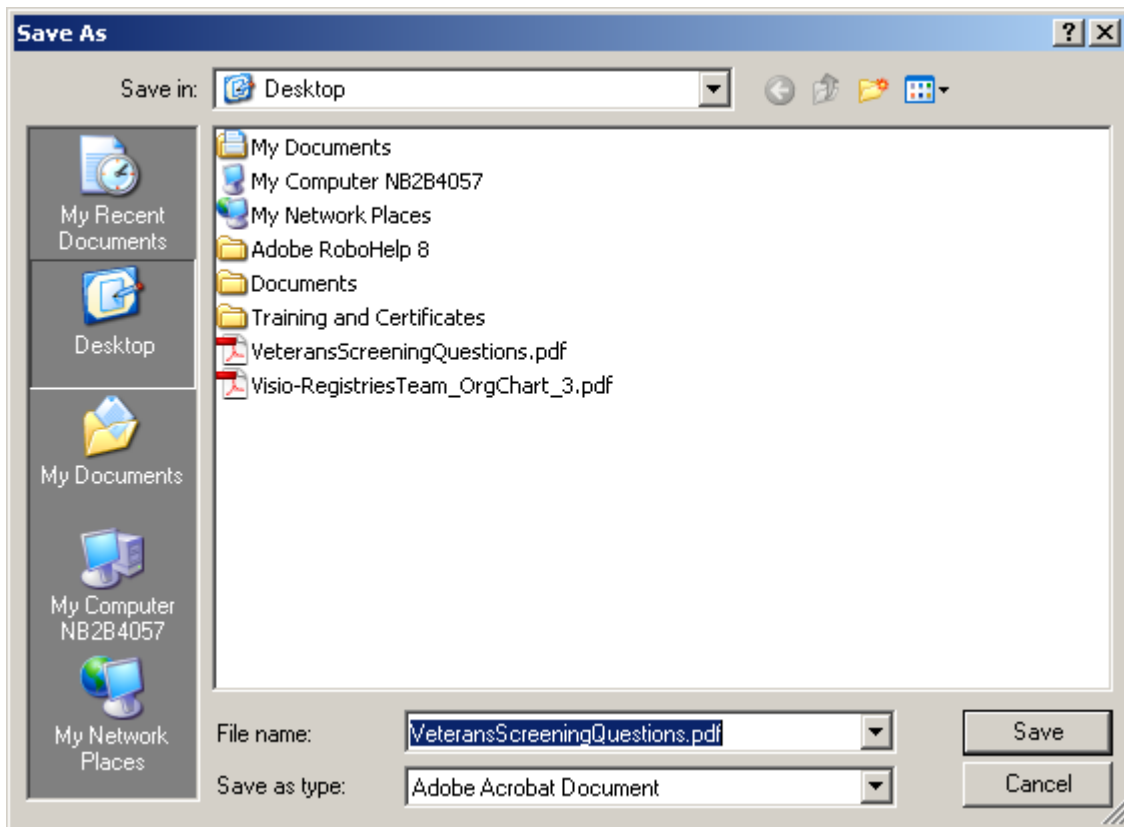 Save As
Save in:
Desktop
My Recent
Documents
Desktop
My Documents
My Computer
NB2B4057
My Network
Places
My Documents
My Computer NB2B4057
My Network Places
Adobe RoboHelp 8
Documents
Training and Certificates
VeteransScreeningQuestions.pdf
Visio-RegistriesTeam_OrgChart_3.pdf
File name:
VeteransScreeningQuestions.pdf
Save
Save as type:
Adobe Acrobat Document
Cancel